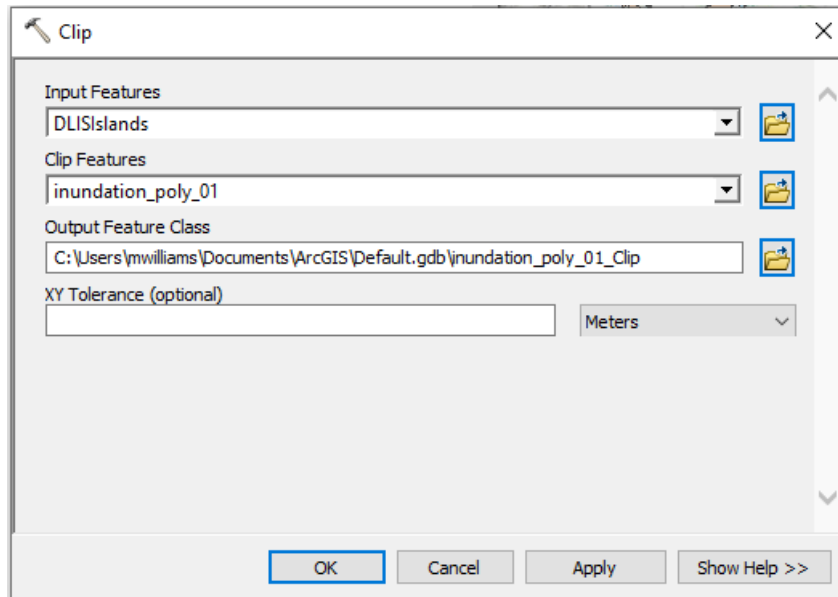 Clip
Input Features
DLISIslands
Clip Features
inundation_poly_01
Output Feature Class
C:\Users\mwilliams\Documents\ArcGIS\Default.gdb\inundation_poly_01_Clip
XY Tolerance (optional)
Meters
OK Cancel Apply Show Help >>